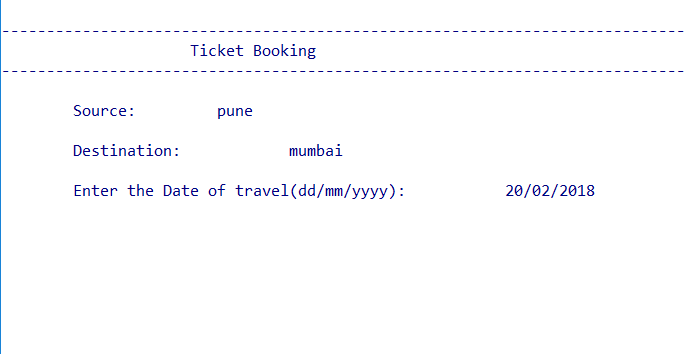 ----------------------------------------------------------------------------
Ticket Booking
----------------------------------------------------------------------------
Source: pune
Destination: mumbai
Enter the Date of travel(dd/mm/yyyy): 20/02/2018